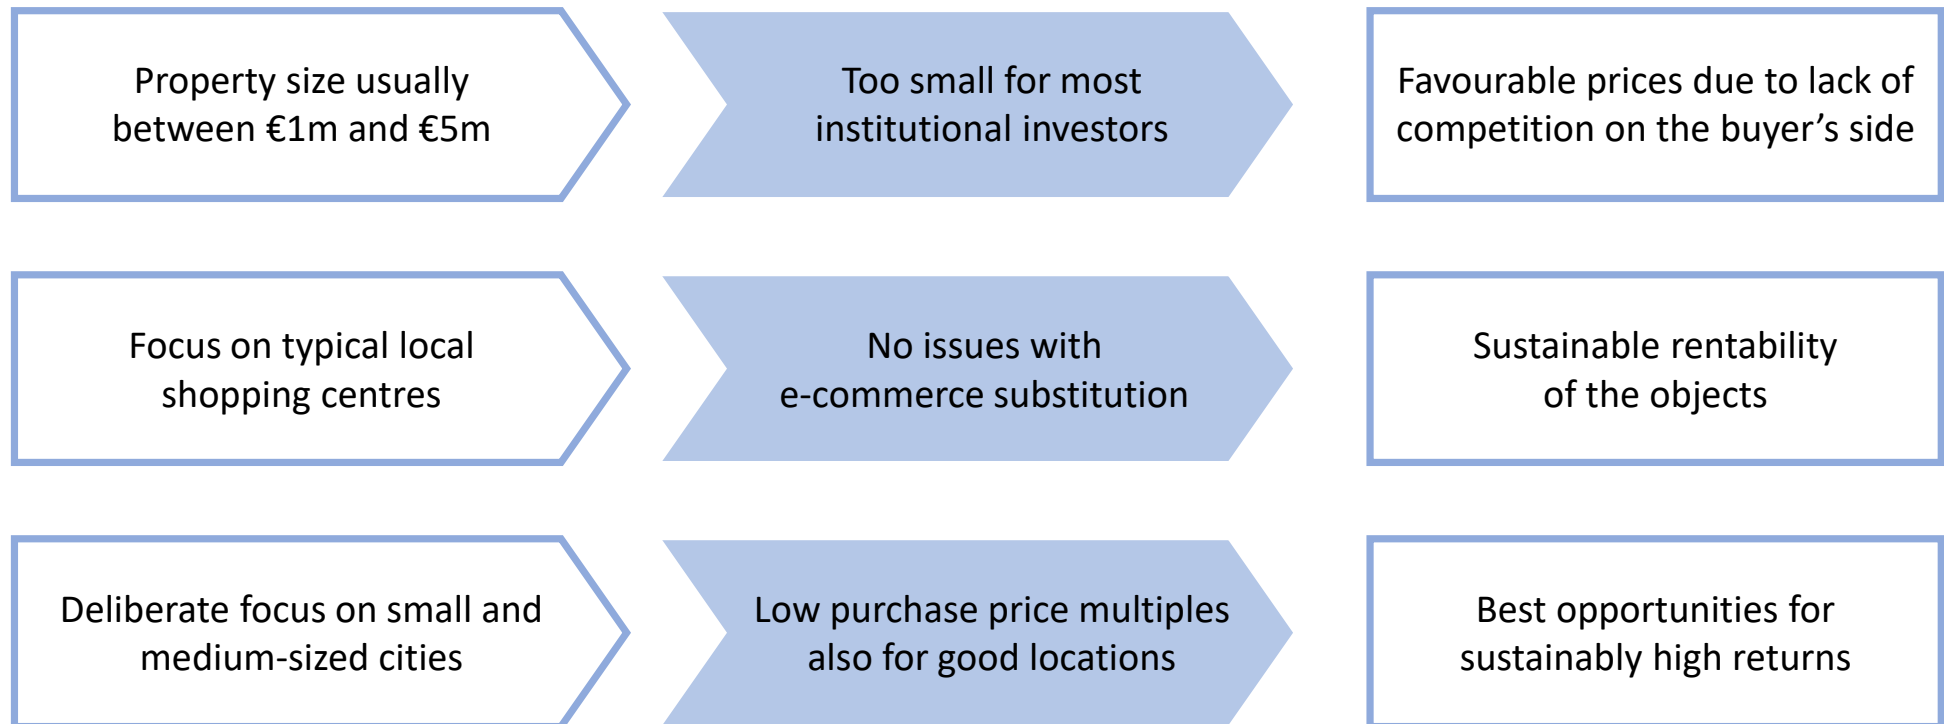 Property size usually
between €1m and €5m
Too small for most
institutional investors
Favourable prices due to lack of
competition on the buyer’s side
Focus on typical local
shopping centres
No issues with
e-commerce substitution
Sustainable rentability
of the objects
Deliberate focus on small and
medium-sized cities
Low purchase price multiples
also for good locations
Best opportunities for
sustainably high returns